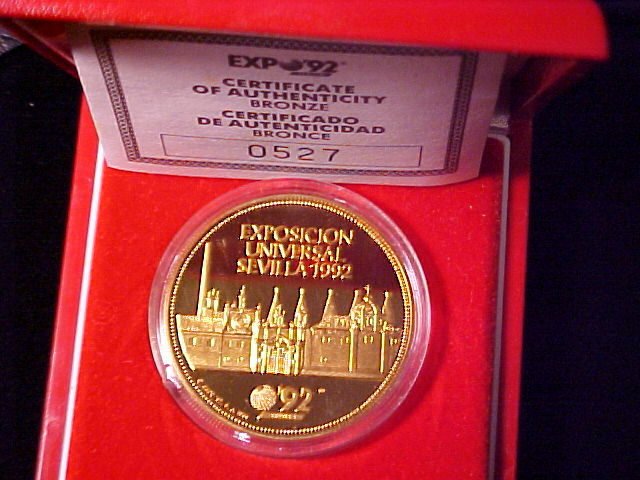 EXPO'92
CERTIFICATE
OF AUTHENTICITY
BRONZE
CERTIFICADO
DE AUTENTICIDAD
BRONCE
0527
EXPOSICION
UNIVERSAL
SEVILLA 1992
'92